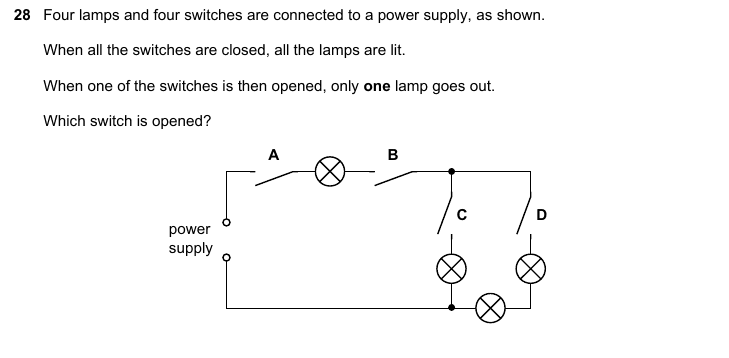 28 Four lamps and four switches are connected to a power supply, as shown.
When all the switches are closed, all the lamps are lit.
When one of the switches is then opened, only one lamp goes out.
Which switch is opened?
A
B
C
D
power
supply